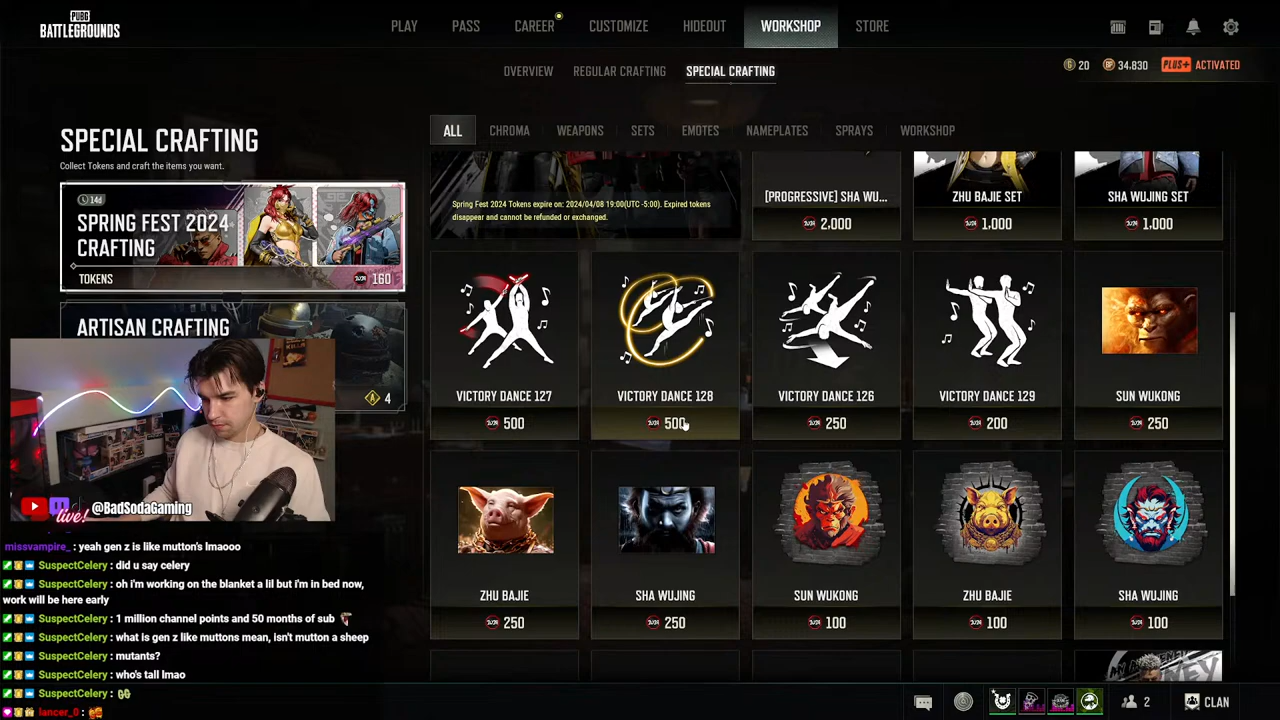 PUBG
BATTLEGROUNDS
PLAY
PASS
CAREER
CUSTOMIZE
HIDEOUT
WORKSHOP
STORE
OVERVIEW
REGULAR CRAFTING
SPECIAL CRAFTING
G 20
BP 34,830
PLUS+ ACTIVATED
SPECIAL CRAFTING
Collect Tokens and craft the items you want.
14d
SPRING FEST 2024
CRAFTING
TOKENS
160
ARTISAN CRAFTING
A 4
ALL
CHROMA
WEAPONS
SETS
EMOTES
NAMEPLATES
SPRAYS
WORKSHOP
Spring Fest 2024 Tokens expire on: 2024/04/08 19:00(UTC -5:00). Expired tokens
disappear and cannot be refunded or exchanged.
[PROGRESSIVE] SHA WU...
2,000
ZHU BAJIE SET
1,000
SHA WUJING SET
1,000
VICTORY DANCE 127
500
VICTORY DANCE 128
500
VICTORY DANCE 126
250
VICTORY DANCE 129
200
SUN WUKONG
250
ZHU BAJIE
250
SHA WUJING
250
SUN WUKONG
100
ZHU BAJIE
100
SHA WUJING
100
live!
@BadSodaGaming
missvampire_ : yeah gen z is like mutton's lmaooo
SuspectCelery : did u say celery
SuspectCelery : oh i'm working on the blanket a lil but i'm in bed now,
work will be here early
SuspectCelery : 1 million channel points and 50 months of sub
SuspectCelery : what is gen z like muttons mean, isn't mutton a sheep
SuspectCelery : mutants?
SuspectCelery : who's tall lmao
SuspectCelery :
lancer_0 :
2
CLAN